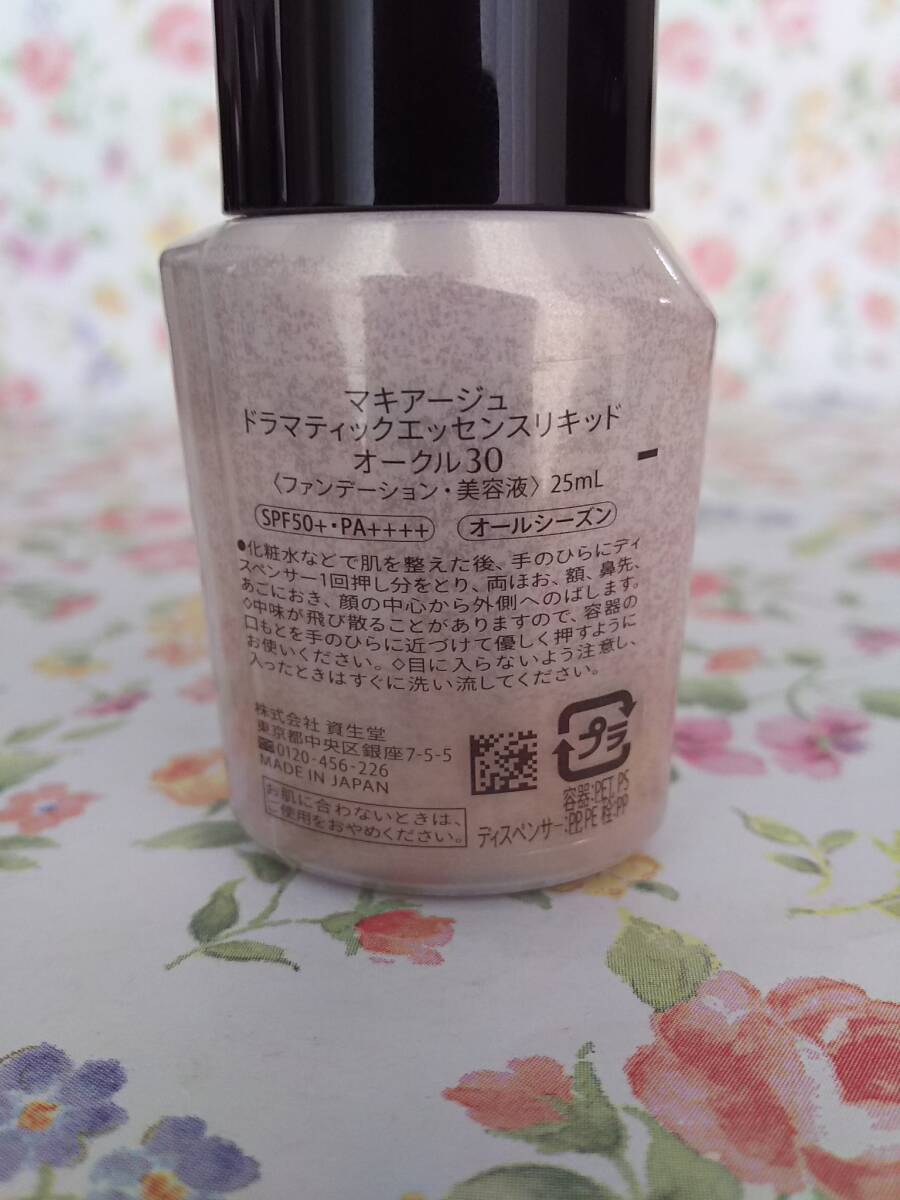 マキアージュ
ドラマティックエッセンスリキッド
オークル30
〈ファンデーション・美容液〉25mL
SPF50+・PA++++ オールシーズン
●化粧水などで肌を整えた後、手のひらにディ
スペンサー1回押し分をとり、両ほお、額、鼻先、
あごにおき、顔の中心から外側へのばします。
◇中味が飛び散ることがありますので、容器の
口もとを手のひらに近づけて優しく押すように
お使いください。◇目に入らないよう注意し、
入ったときはすぐに洗い流してください。
株式会社 資生堂
東京都中央区銀座7-5-5
☎0120-456-226
MADE IN JAPAN
お肌に合わないときは、
ご使用をおやめください。
プラ
容器:PET,PS
ディスペンサー:PP,PE 栓:PP